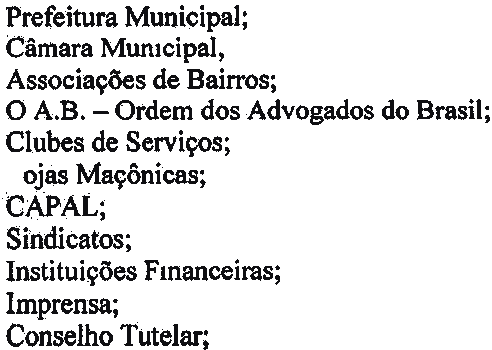 Prefeitura Municipal;
Câmara Municipal,
Associações de Bairros;
O A.B. – Ordem dos Advogados do Brasil;
Clubes de Serviços;
ojas Maçônicas;
CAPAL;
Sindicatos;
Instituições Financeiras;
Imprensa;
Conselho Tutelar;